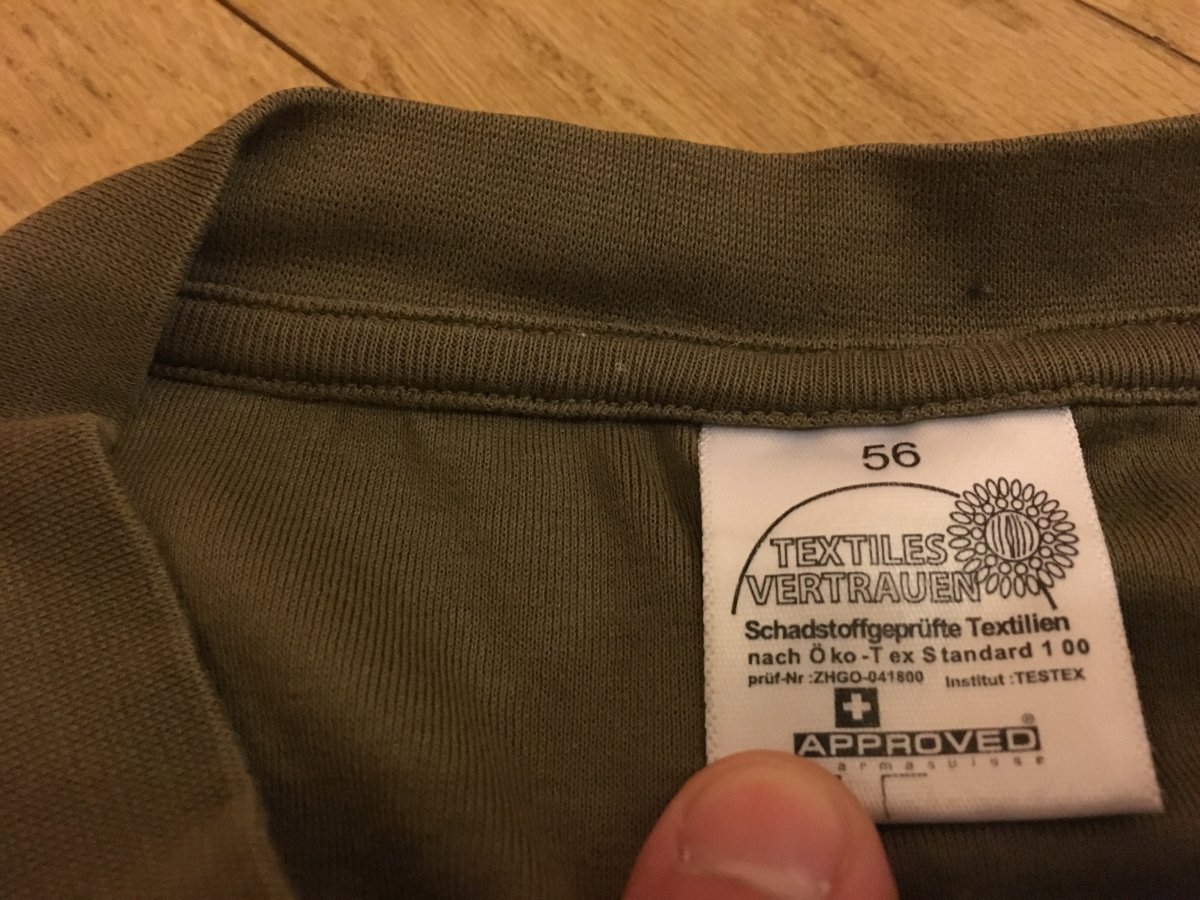 56
TEXTILES
VERTRAUEN
Schadstoffgeprüfte Textilien
nach Öko-Tex Standard 100
prüf-Nr :ZHGO-041800 Institut :TESTEX
APPROVED ®
armasuisse